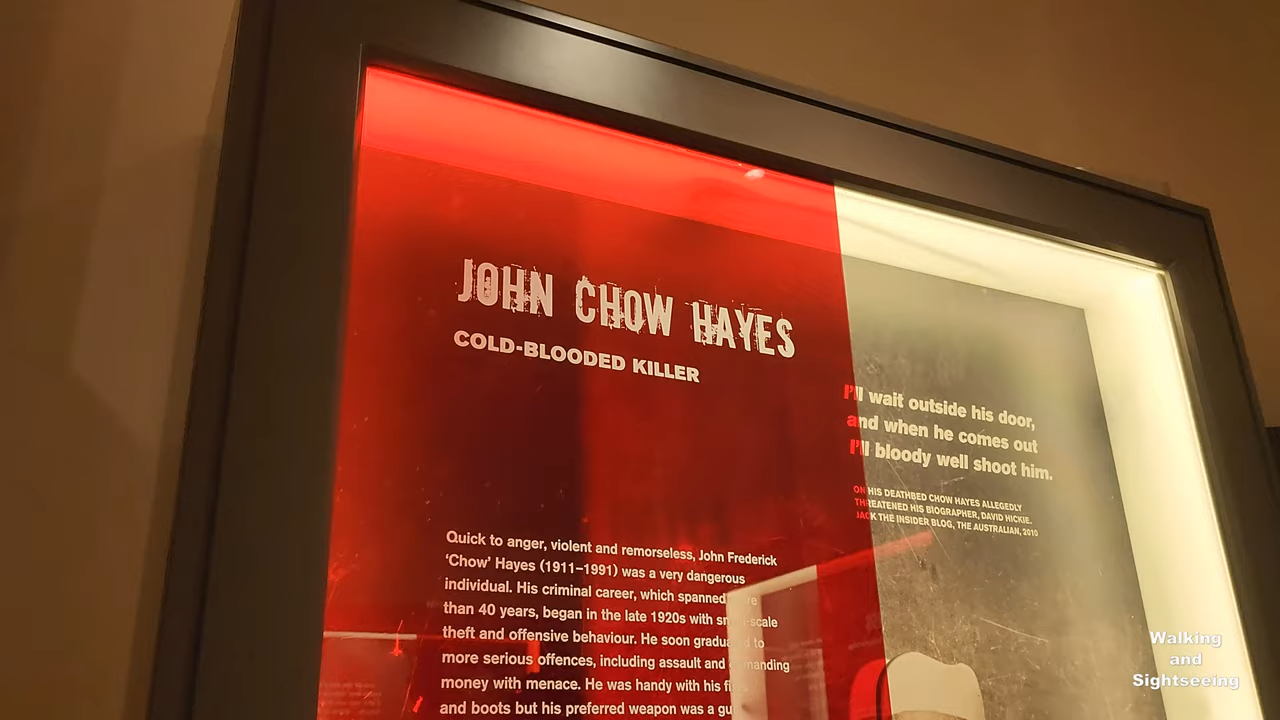 JOHN CHOW HAYES
COLD-BLOODED KILLER
I'll wait outside his door,
and when he comes out
I'll bloody well shoot him.
ON HIS DEATHBED CHOW HAYES ALLEGEDLY
THREATENED HIS BIOGRAPHER, DAVID HICKIE.
JACK THE INSIDER BLOG, THE AUSTRALIAN, 2010
Quick to anger, violent and remorseless, John Frederick
‘Chow’ Hayes (1911–1991) was a very dangerous
individual. His criminal career, which spanned
than 40 years, began in the late 1920s with small-scale
theft and offensive behaviour. He soon graduated to
more serious offences, including assault and demanding
money with menace. He was handy with his
and boots but his preferred weapon was a
Walking
and
Sightseeing